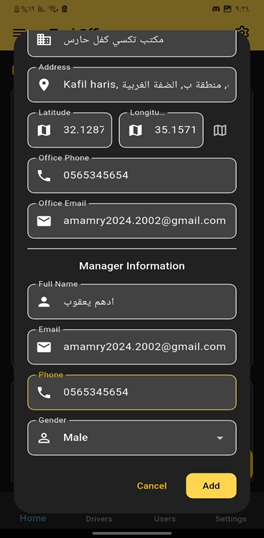 ٩:٣٤
مكتب تكسي كفل حارس
Address
Kafil haris, منطقة ب, الضفة الغربية,
Latitude
Longitu...
32.1287
35.1571
Office Phone
0565345654
Office Email
amamry2024.2002@gmail.com
Manager Information
Full Name
ادهم يعقوب
Email
amamry2024.2002@gmail.com
Phone
0565345654
Gender
Male
Cancel
Add
Home
Drivers
Users
Settings